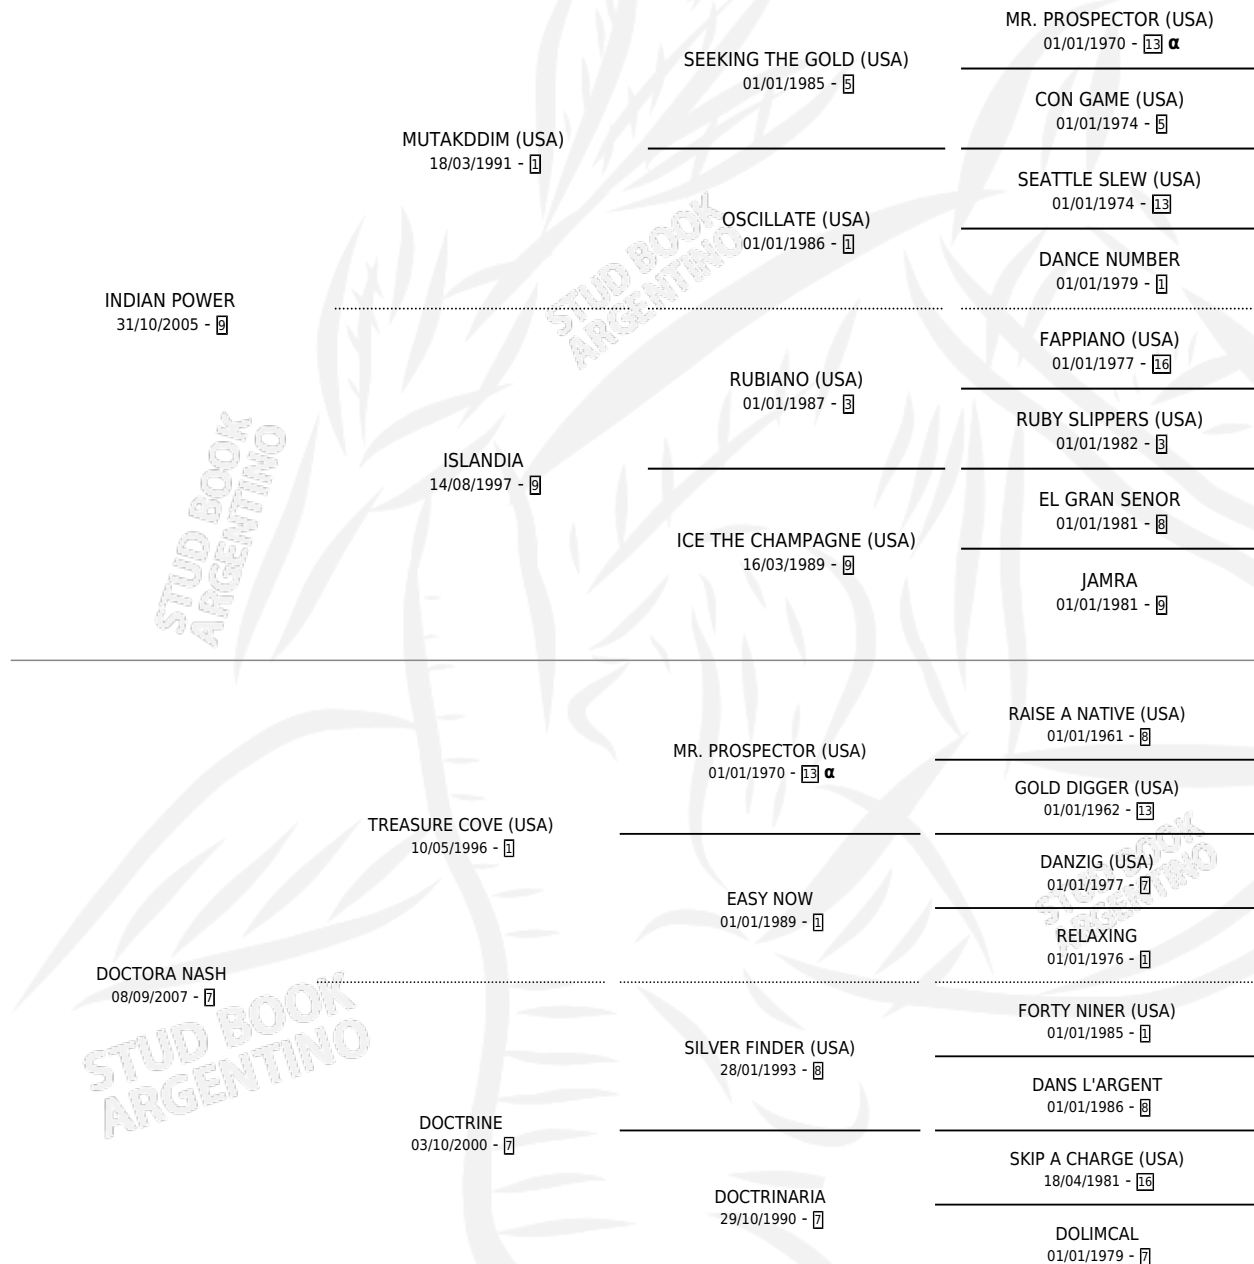 MR. PROSPECTOR (USA)
01/01/1970 - 13 α
SEEKING THE GOLD (USA)
01/01/1985 - 5
CON GAME (USA)
01/01/1974 - 5
MUTAKDDIM (USA)
18/03/1991 - 1
SEATTLE SLEW (USA)
01/01/1974 - 13
OSCILLATE (USA)
01/01/1986 - 1
DANCE NUMBER
01/01/1979 - 1
STUD BOOK
ARGENTINO
INDIAN POWER
31/10/2005 - 9
FAPPIANO (USA)
01/01/1977 - 16
RUBIANO (USA)
01/01/1987 - 3
RUBY SLIPPERS (USA)
01/01/1982 - 3
ISLANDIA
14/08/1997 - 9
EL GRAN SENOR
01/01/1981 - 8
ICE THE CHAMPAGNE (USA)
16/03/1989 - 9
JAMRA
01/01/1981 - 9
STUD BOOK
ARGENTINO
RAISE A NATIVE (USA)
01/01/1961 - 8
MR. PROSPECTOR (USA)
01/01/1970 - 13 α
GOLD DIGGER (USA)
01/01/1962 - 13
TREASURE COVE (USA)
10/05/1996 - 1
DANZIG (USA)
01/01/1977 - 7
EASY NOW
01/01/1989 - 1
RELAXING
01/01/1976 - 1
STUD BOOK
ARGENTINO
DOCTORA NASH
08/09/2007 - 7
FORTY NINER (USA)
01/01/1985 - 1
SILVER FINDER (USA)
28/01/1993 - 8
DANS L'ARGENT
01/01/1986 - 8
STUD BOOK
ARGENTINO
DOCTRINE
03/10/2000 - 7
SKIP A CHARGE (USA)
18/04/1981 - 16
DOCTRINARIA
29/10/1990 - 7
DOLIMCAL
01/01/1979 - 7